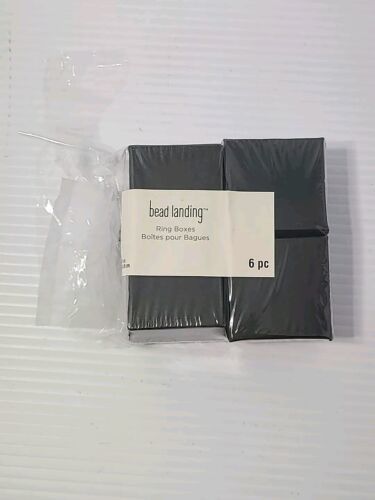 bead landing™
Ring Boxes
Boîtes pour Bagues
6 pc